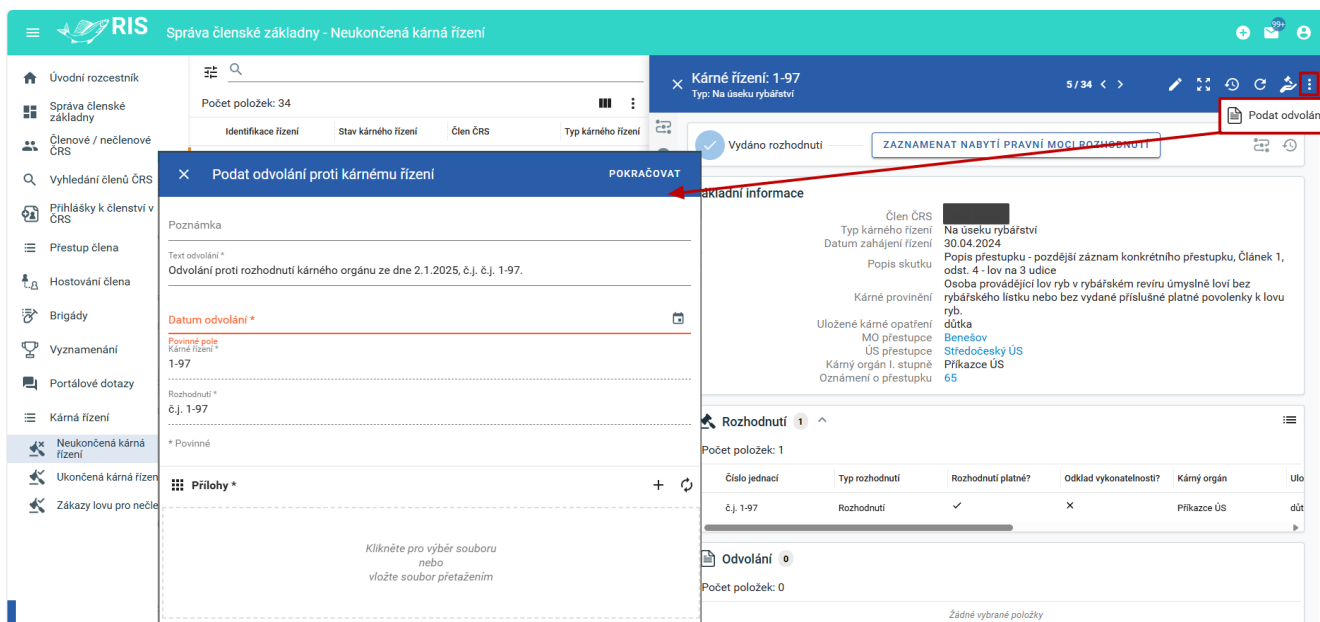 RIS
Správa členské základny - Neukončená kárná řízení
99+
Úvodní rozcestník
Správa členské
základny
Členové / nečlenové
ČRS
Vyhledání členů ČRS
Přihlášky k členství v
ČRS
Přestup člena
Hostování člena
Brigády
Vyznamenání
Portálové dotazy
Kárná řízení
Neukončená kárná
řízení
Ukončená kárná řízen
Zákazy lovu pro nečle
Počet položek: 34
Identifikace řízení
Stav kárného řízení
Člen ČRS
Typ kárného řízení
Podat odvolání proti kárnému řízení
POKRAČOVAT
Poznámka
Text odvolání *
Odvolání proti rozhodnutí kárného orgánu ze dne 2.1.2025, č.j. č.j. 1-97.
Datum odvolání *
Povinné pole
Kárné řízení *
1-97
Rozhodnutí *
č.j. 1-97
* Povinné
Přílohy *
Klikněte pro výběr souboru
nebo
vložte soubor přetažením
Kárné řízení: 1-97
Typ: Na úseku rybářství
5 / 34
Podat odvolán
Vydáno rozhodnutí
ZAZNAMENAT NABYTÍ PRAVNÍ MOCI ROZHODNUTÍ
ákladní informace
Člen ČRS
Typ kárného řízení Na úseku rybářství
Datum zahájení řízení 30.04.2024
Popis skutku Popis přestupku - pozdější záznam konkrétního přestupku, Článek 1,
odst. 4 - lov na 3 udice
Kárné provinění Osoba provádějící lov ryb v rybářském revíru úmyslně loví bez
rybářského lístku nebo bez vydané příslušné platné povolenky k lovu
ryb.
Uložené kárné opatření důtka
MO přestupce Benešov
ÚS přestupce Středočeský ÚS
Kárný orgán I. stupně Příkazce ÚS
Oznámení o přestupku 65
Rozhodnutí 1
Počet položek: 1
Číslo jednací
Typ rozhodnutí
Rozhodnutí platné?
Odklad vykonatelnosti?
Kárný orgán
Ulo
č.j. 1-97
Rozhodnutí
Příkazce ÚS
důt
Odvolání 0
Počet položek: 0
Žádné vybrané položky